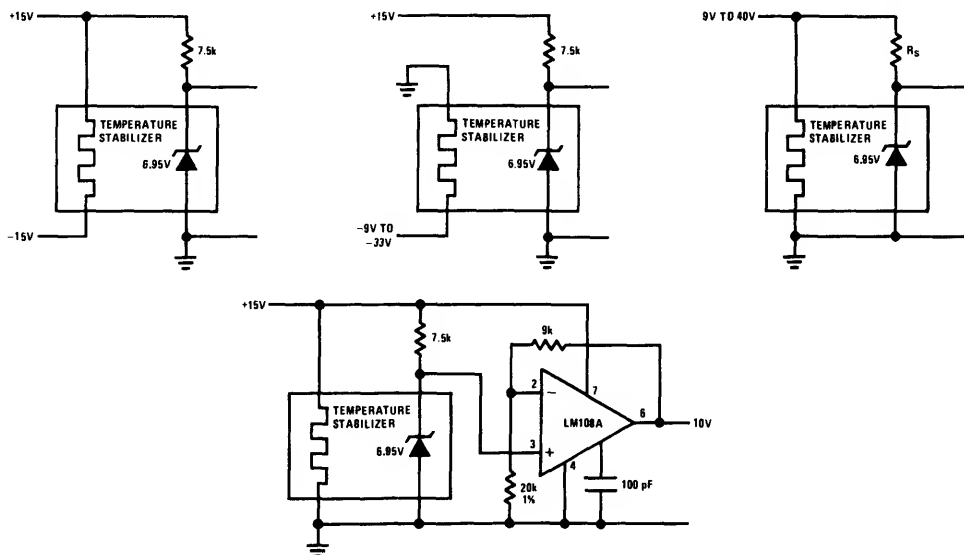 +15V
7.5k
TEMPERATURE
STABILIZER
6.95V
−15V
+15V
7.5k
TEMPERATURE
STABILIZER
6.95V
−9V TO
−33V
9V TO 40V
RS
TEMPERATURE
STABILIZER
6.95V
+15V
7.5k
TEMPERATURE
STABILIZER
6.95V
9k
2
−
7
LM108A
6
10V
3
+
4
20k
1%
100 pF